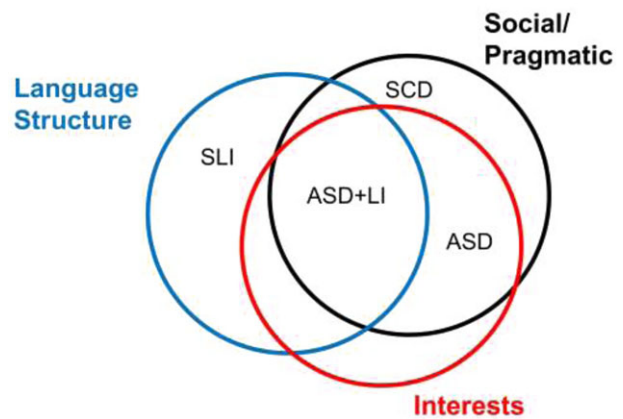 Social/
Pragmatic
Language
Structure
SCD
SLI
ASD+LI
ASD
Interests